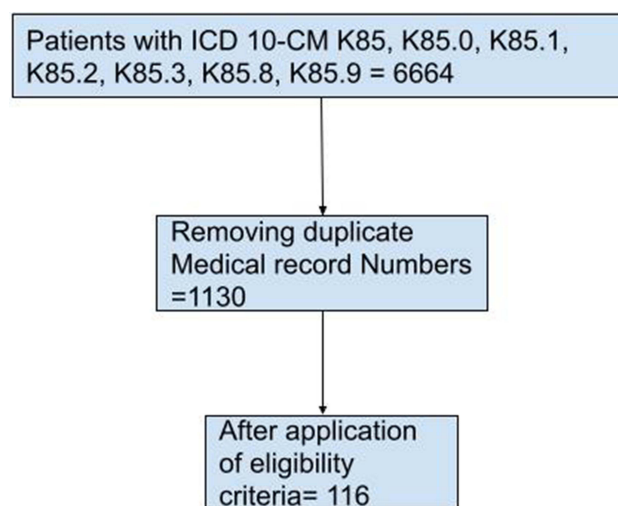 Patients with ICD 10-CM K85, K85.0, K85.1,
K85.2, K85.3, K85.8, K85.9 = 6664
Removing duplicate
Medical record Numbers
=1130
After application
of eligibility
criteria= 116